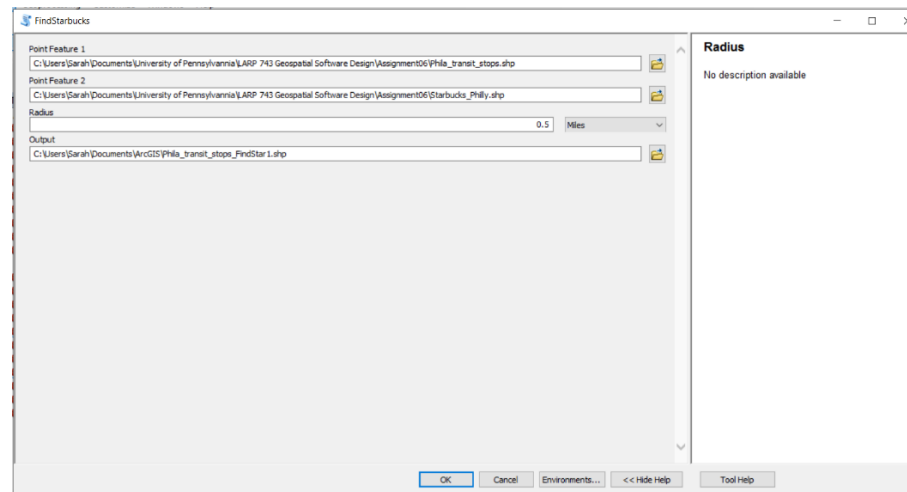 FindStarbucks
Point Feature 1
C:\Users\Sarah\Documents\University of Pennsylvannia\LARP 743 Geospatial Software Design\Assignment06\Phila_transit_stops.shp
Point Feature 2
C:\Users\Sarah\Documents\University of Pennsylvannia\LARP 743 Geospatial Software Design\Assignment06\Starbucks_Philly.shp
Radius
0.5 Miles
Output
C:\Users\Sarah\Documents\ArcGIS\Phila_transit_stops_FindStar1.shp
Radius
No description available
OK Cancel Environments... << Hide Help Tool Help